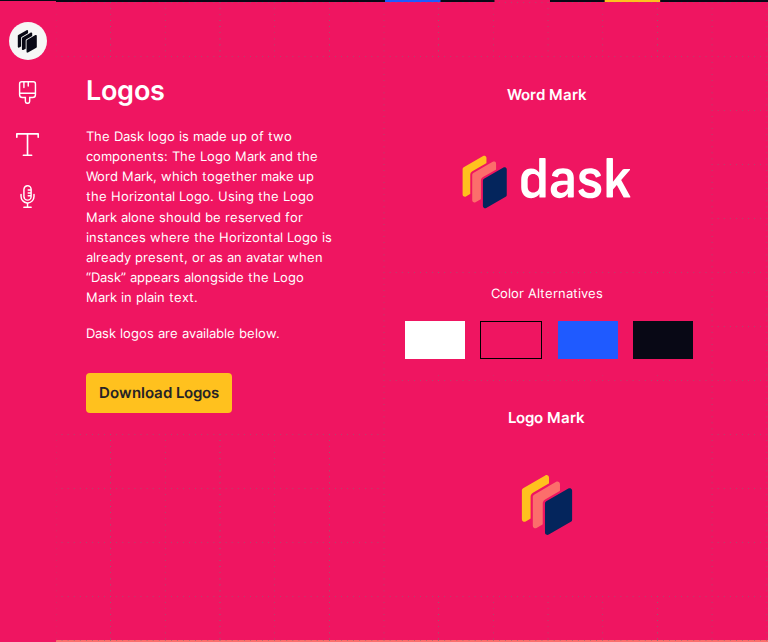 Logos
The Dask logo is made up of two
components: The Logo Mark and the
Word Mark, which together make up
the Horizontal Logo. Using the Logo
Mark alone should be reserved for
instances where the Horizontal Logo is
already present, or as an avatar when
“Dask” appears alongside the Logo
Mark in plain text.
Dask logos are available below.
Download Logos
Word Mark
dask
Color Alternatives
Logo Mark